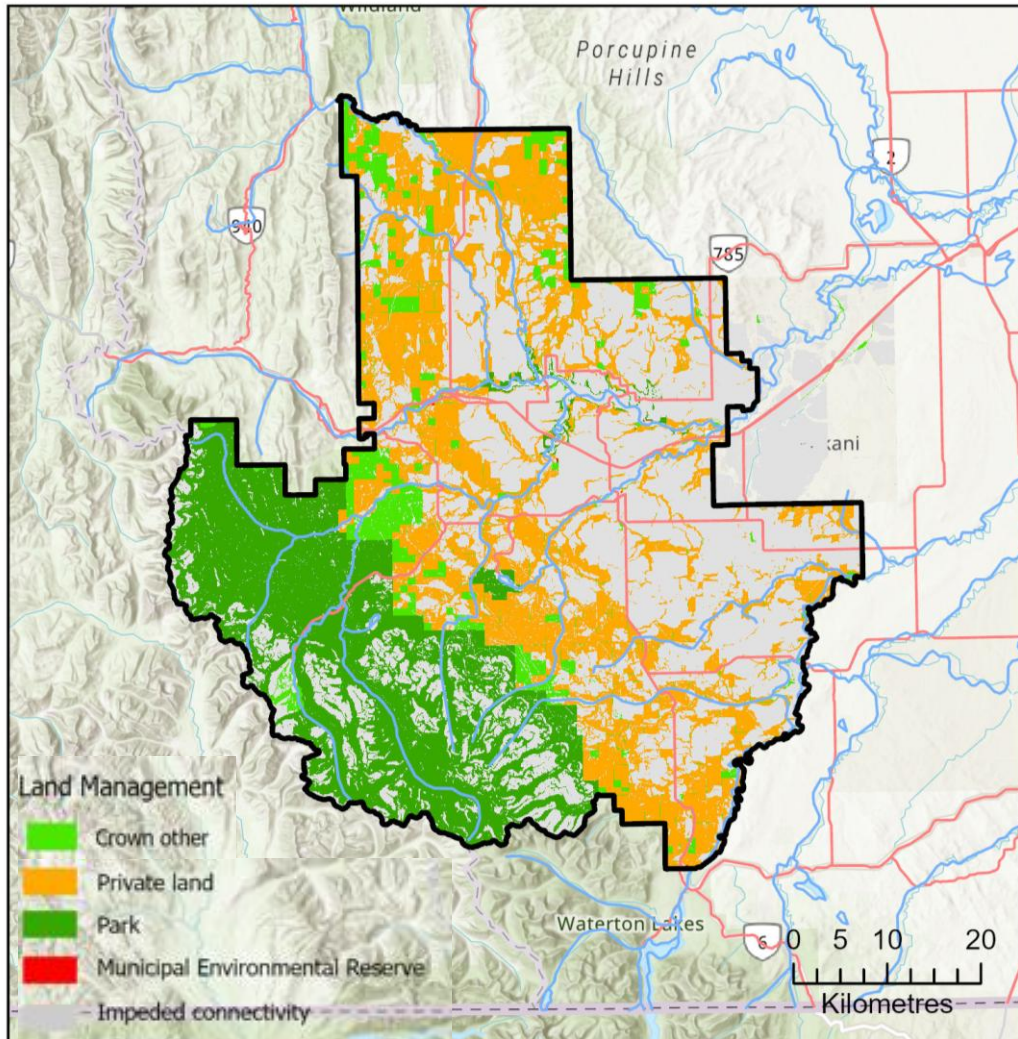 Wildland
Porcupine
Hills
2
940
785
kani
Land Management
Crown other
Private land
Park
Municipal Environmental Reserve
Impeded connectivity
Waterton Lakes
6
0 5 10 20
Kilometres